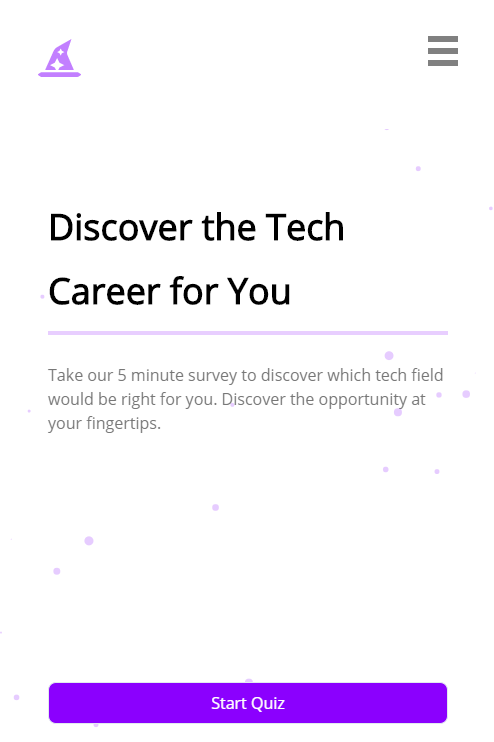 Discover the Tech
Career for You
Take our 5 minute survey to discover which tech field
would be right for you. Discover the opportunity at
your fingertips.
Start Quiz